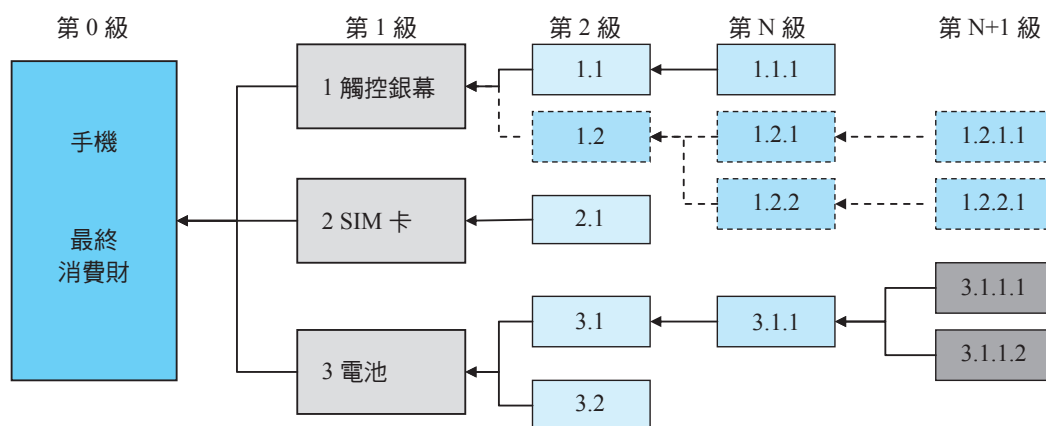 第 0 級
第 1 級
第 2 級
第 N 級
第 N+1 級
手機
最終
消費財
1 觸控銀幕
2 SIM 卡
3 電池
1.1
1.2
2.1
3.1
3.2
1.1.1
1.2.1
1.2.2
3.1.1
1.2.1.1
1.2.2.1
3.1.1.1
3.1.1.2